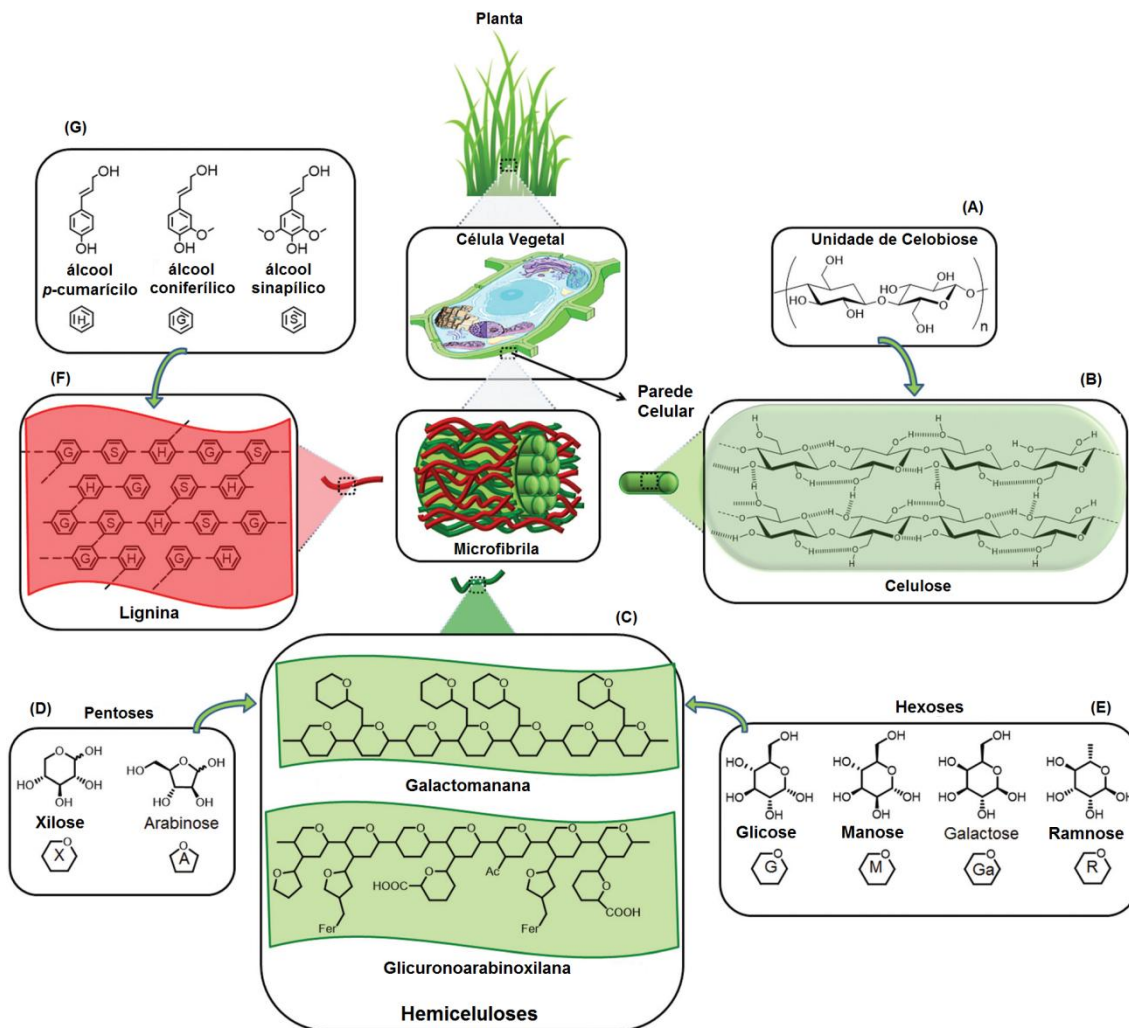 Planta
(G)
OH
OH
OH
OH
O
OH
O
O
OH
álcool
p-cumarícilo
álcool
coniferílico
álcool
sinapílico
H
G
S
Célula Vegetal
Parede
Celular
(A)
Unidade de Celobiose
OH
OH
HO
O
O
HO
O
O
OH
OH
OH
n
(F)
G S H G S
H G S H
G S H S G
G H G H
Lignina
Microfibrila
(B)
Celulose
(C)
Galactomanana
HOOC
Ac
Fer
Fer
COOH
Glicuronoarabinoxilana
Hemiceluloses
(D)
Pentoses
O
OH
HO
OH
OH
HO
O
OH
HO
OH
Xilose
Arabinose
X
A
Hexoses
(E)
OH
OH
OH
HO
O
HO
OH
OH
HO
O
HO
OH
OH
HO
O
HO
OH
OH
HO
O
HO
OH
OH
Glicose
Manose
Galactose
Ramnose
G
M
Ga
R